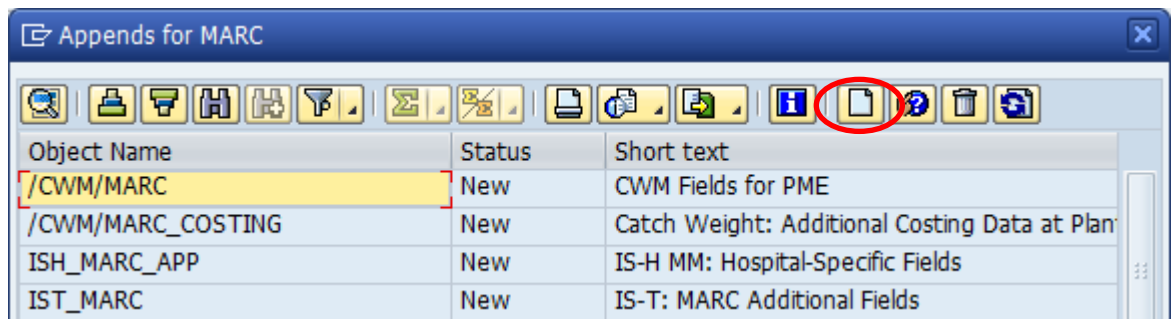 Appends for MARC
Object Name Status Short text
/CWM/MARC New CWM Fields for PME
/CWM/MARC_COSTING New Catch Weight: Additional Costing Data at Plan
ISH_MARC_APP New IS-H MM: Hospital-Specific Fields
IST_MARC New IS-T: MARC Additional Fields